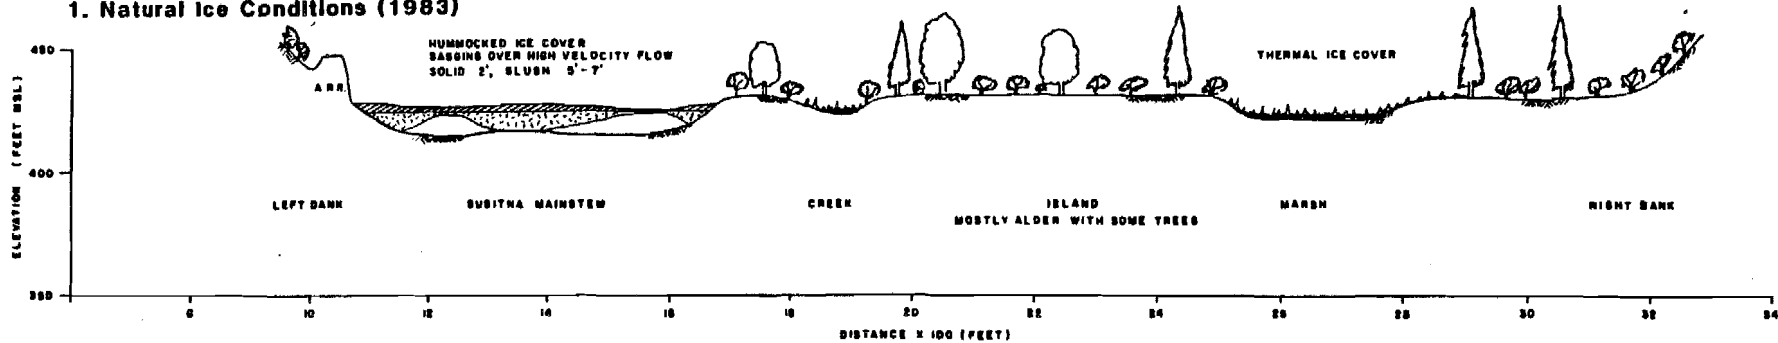 1. Natural Ice Conditions (1983)
HUMMOCKED ICE COVER
SAGGING OVER HIGH VELOCITY FLOW
SOLID 2', SLUSH 5'-7'
THERMAL ICE COVER
A.R.R.
450
400
350
ELEVATION (FEET MSL)
LEFT BANK
SUSITNA MAINSTEM
CREEK
ISLAND
MOSTLY ALDER WITH SOME TREES
MARSH
RIGHT BANK
8 10 12 14 16 18 20 22 24 26 28 30 32 34
DISTANCE X 100 (FEET)